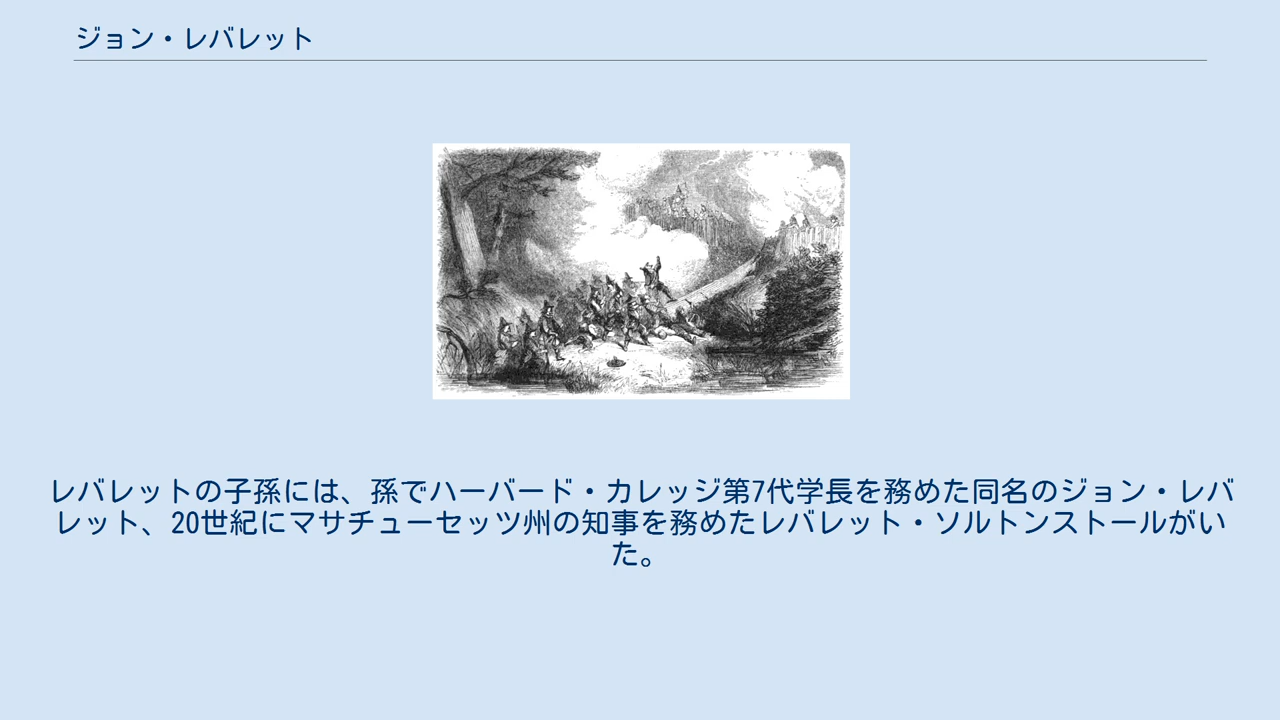 ジョン・レバレット
レバレットの子孫には、孫でハーバード・カレッジ第7代学長を務めた同名のジョン・レバ
レット、20世紀にマサチューセッツ州の知事を務めたレバレット・ソルトンストールがい
た。